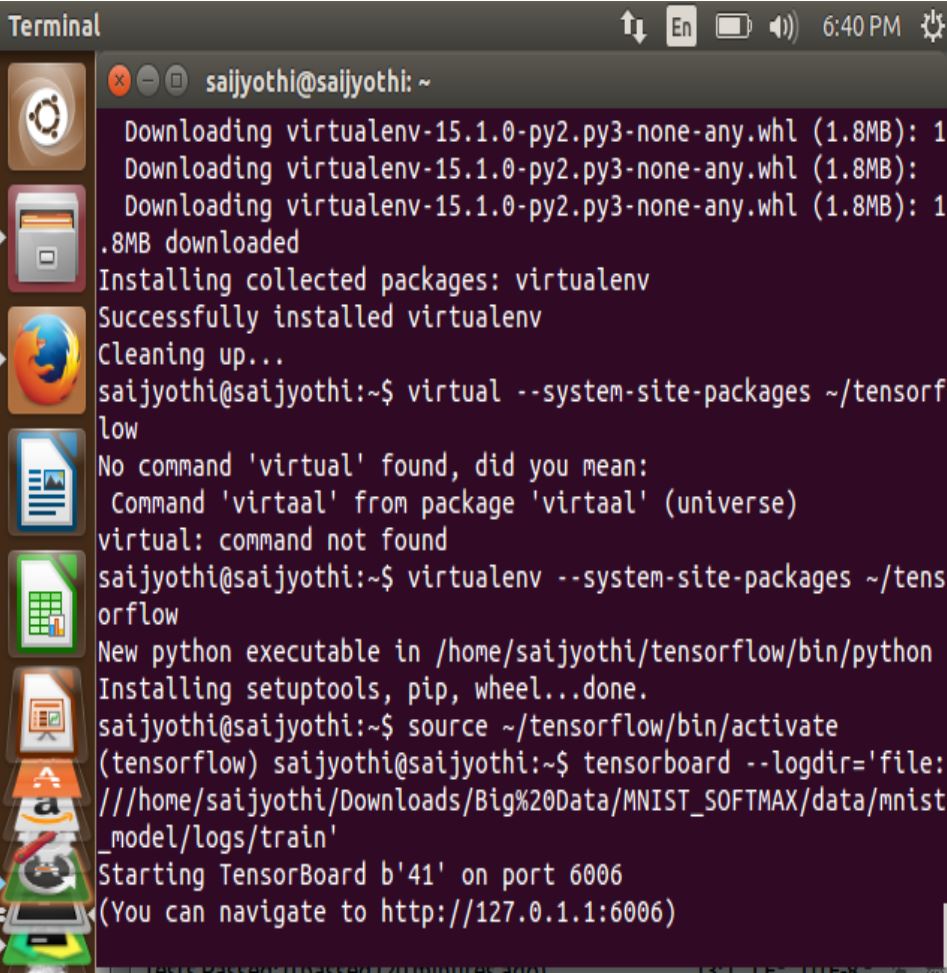 Terminal
En
6:40 PM
saijyothi@saijyothi: ~
Downloading virtualenv-15.1.0-py2.py3-none-any.whl (1.8MB): 1
Downloading virtualenv-15.1.0-py2.py3-none-any.whl (1.8MB):
Downloading virtualenv-15.1.0-py2.py3-none-any.whl (1.8MB): 1
.8MB downloaded
Installing collected packages: virtualenv
Successfully installed virtualenv
Cleaning up...
saijyothi@saijyothi:~$ virtual --system-site-packages ~/tensorf
low
No command 'virtual' found, did you mean:
Command 'virtaal' from package 'virtaal' (universe)
virtual: command not found
saijyothi@saijyothi:~$ virtualenv --system-site-packages ~/tens
orflow
New python executable in /home/saijyothi/tensorflow/bin/python
Installing setuptools, pip, wheel...done.
saijyothi@saijyothi:~$ source ~/tensorflow/bin/activate
(tensorflow) saijyothi@saijyothi:~$ tensorboard --logdir='file:
///home/saijyothi/Downloads/Big%20Data/MNIST_SOFTMAX/data/mnist
_model/logs/train'
Starting TensorBoard b'41' on port 6006
(You can navigate to http://127.0.1.1:6006)